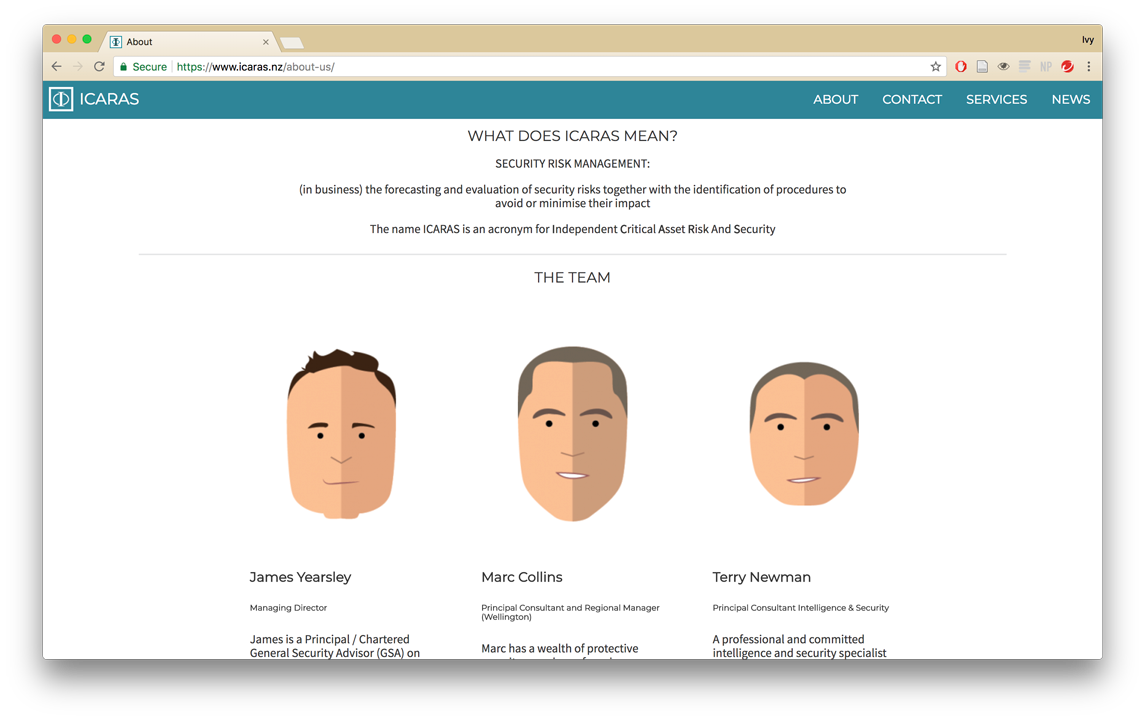 About
Ivy
Secure
https://www.icaras.nz/about-us/
NP
ICARAS
ABOUT
CONTACT
SERVICES
NEWS
WHAT DOES ICARAS MEAN?
SECURITY RISK MANAGEMENT:
(in business) the forecasting and evaluation of security risks together with the identification of procedures to
avoid or minimise their impact
The name ICARAS is an acronym for Independent Critical Asset Risk And Security
THE TEAM
James Yearsley
Managing Director
James is a Principal / Chartered
General Security Advisor (GSA) on
Marc Collins
Principal Consultant and Regional Manager
(Wellington)
Marc has a wealth of protective
Terry Newman
Principal Consultant Intelligence & Security
A professional and committed
intelligence and security specialist